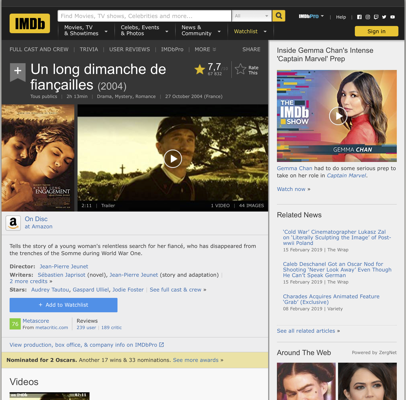 IMDb
Find Movies, TV shows, Celebrities and more...
All
IMDbPro
Help
Movies, TV & Showtimes
Celebs, Events & Photos
News & Community
Watchlist
Sign in
FULL CAST AND CREW | TRIVIA | USER REVIEWS | IMDbPro | MORE
SHARE
Un long dimanche de
fiançailles (2004)
7,7
Rate
This
Tous publics | 2h 13min | Drama, Mystery, Romance | 27 October 2004 (France)
ENGAGEMENT
2:11 | Trailer
1 VIDEO | 44 IMAGES
On Disc
at Amazon
Tells the story of a young woman's relentless search for her fiancé, who has disappeared
from the trenches of the Somme during World War One.
Director: Jean-Pierre Jeunet
Writers: Sébastien Japrisot (novel), Jean-Pierre Jeunet (story and adaptation) |
2 more credits »
Stars: Audrey Tautou, Gaspard Ulliel, Jodie Foster | See full cast & crew »
+ Add to Watchlist
Metascore
From metacritic.com
Reviews
239 user | 189 critic
View production, box office, & company info on IMDbPro
Nominated for 2 Oscars. Another 17 wins & 33 nominations. See more awards »
Videos
Inside Gemma Chan's Intense
'Captain Marvel' Prep
THE
IMDb
SHOW
GEMMA CHAN
Gemma Chan had to do some serious prep to
take on her role in Captain Marvel.
Watch now »
Related News
'Cold War' Cinematographer Lukasz Zal
on 'Literally Sculpting the Image' of Post-
war Poland
15 February 2019 | The Wrap
Caleb Deschanel Got an Oscar Nod for
Shooting 'Never Look Away' Even Though
He Can't Speak German
15 February 2019 | The Wrap
Charades Acquires Animated Feature
'Grab' (Exclusive)
08 February 2019 | Variety
See all related articles »
Around The Web
Powered by ZergNet